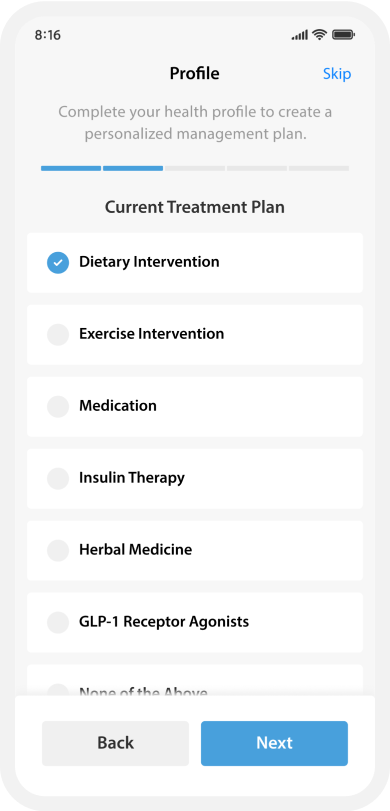 8:16
Profile
Skip
Complete your health profile to create a
personalized management plan.
Current Treatment Plan
Dietary Intervention
Exercise Intervention
Medication
Insulin Therapy
Herbal Medicine
GLP-1 Receptor Agonists
None of the Above
Back
Next